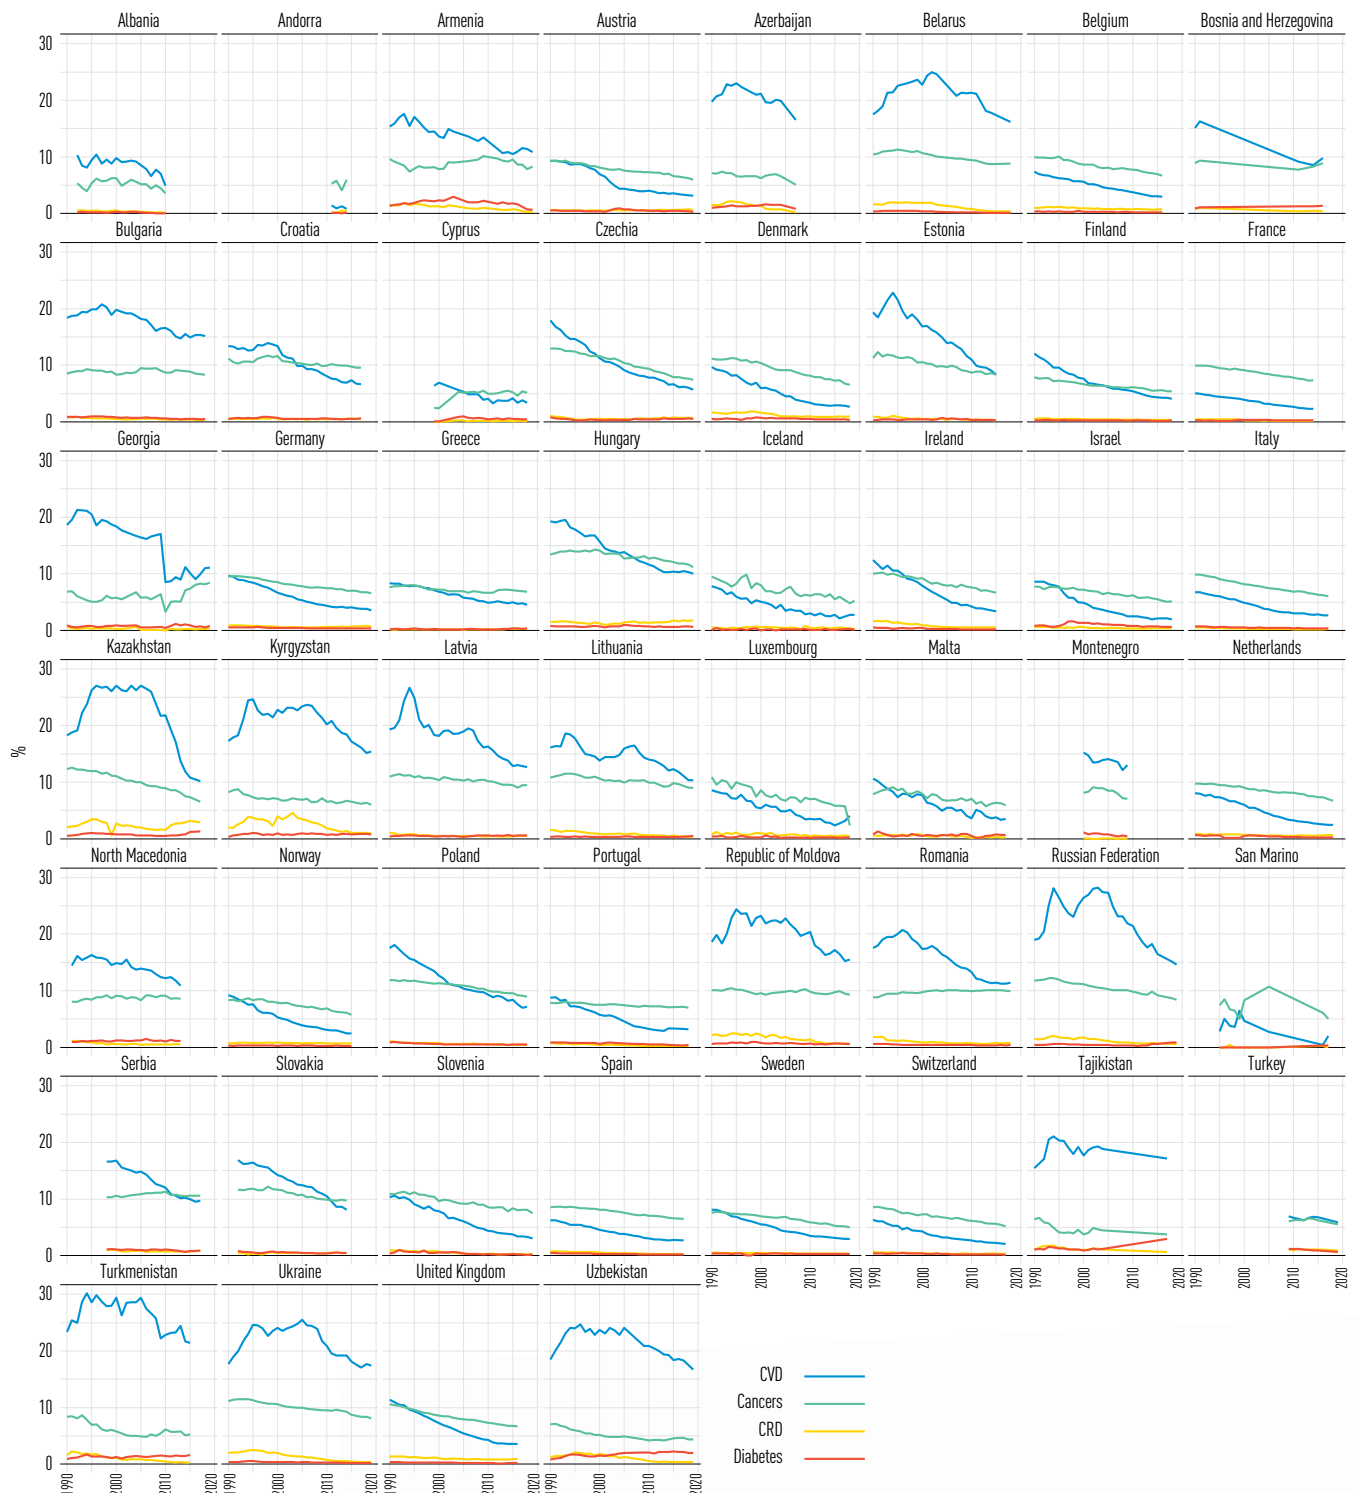 Albania Andorra Armenia Austria Azerbaijan Belarus Belgium Bosnia and Herzegovina
30
20
10
0
Bulgaria Croatia Cyprus Czechia Denmark Estonia Finland France
30
20
10
0
Georgia Germany Greece Hungary Iceland Ireland Israel Italy
30
20
10
0
Kazakhstan Kyrgyzstan Latvia Lithuania Luxembourg Malta Montenegro Netherlands
30
20
%
10
0
North Macedonia Norway Poland Portugal Republic of Moldova Romania Russian Federation San Marino
30
20
10
0
Serbia Slovakia Slovenia Spain Sweden Switzerland Tajikistan Turkey
30
20
10
0
1990 2000 2010 2020 1990 2000 2010 2020 1990 2000 2010 2020 1990 2000 2010 2020
Turkmenistan Ukraine United Kingdom Uzbekistan
30
20
10
0
1990 2000 2010 2020 1990 2000 2010 2020 1990 2000 2010 2020 1990 2000 2010 2020
CVD
Cancers
CRD
Diabetes